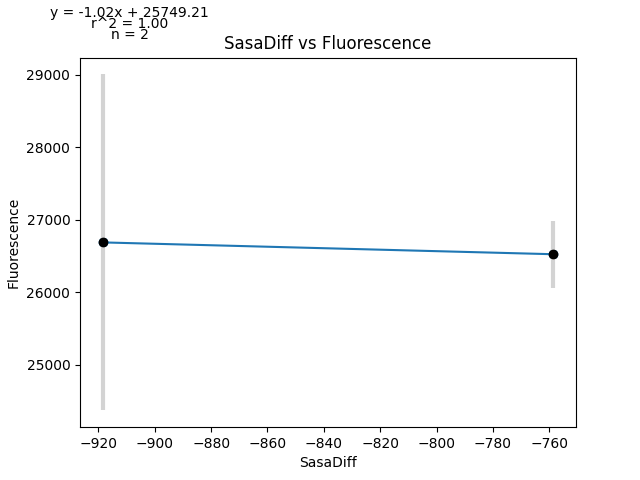 y = -1.02x + 25749.21
r^2 = 1.00
n = 2
SasaDiff vs Fluorescence
29000
28000
27000
26000
25000
Fluorescence
−920 −900 −880 −860 −840 −820 −800 −780 −760
SasaDiff